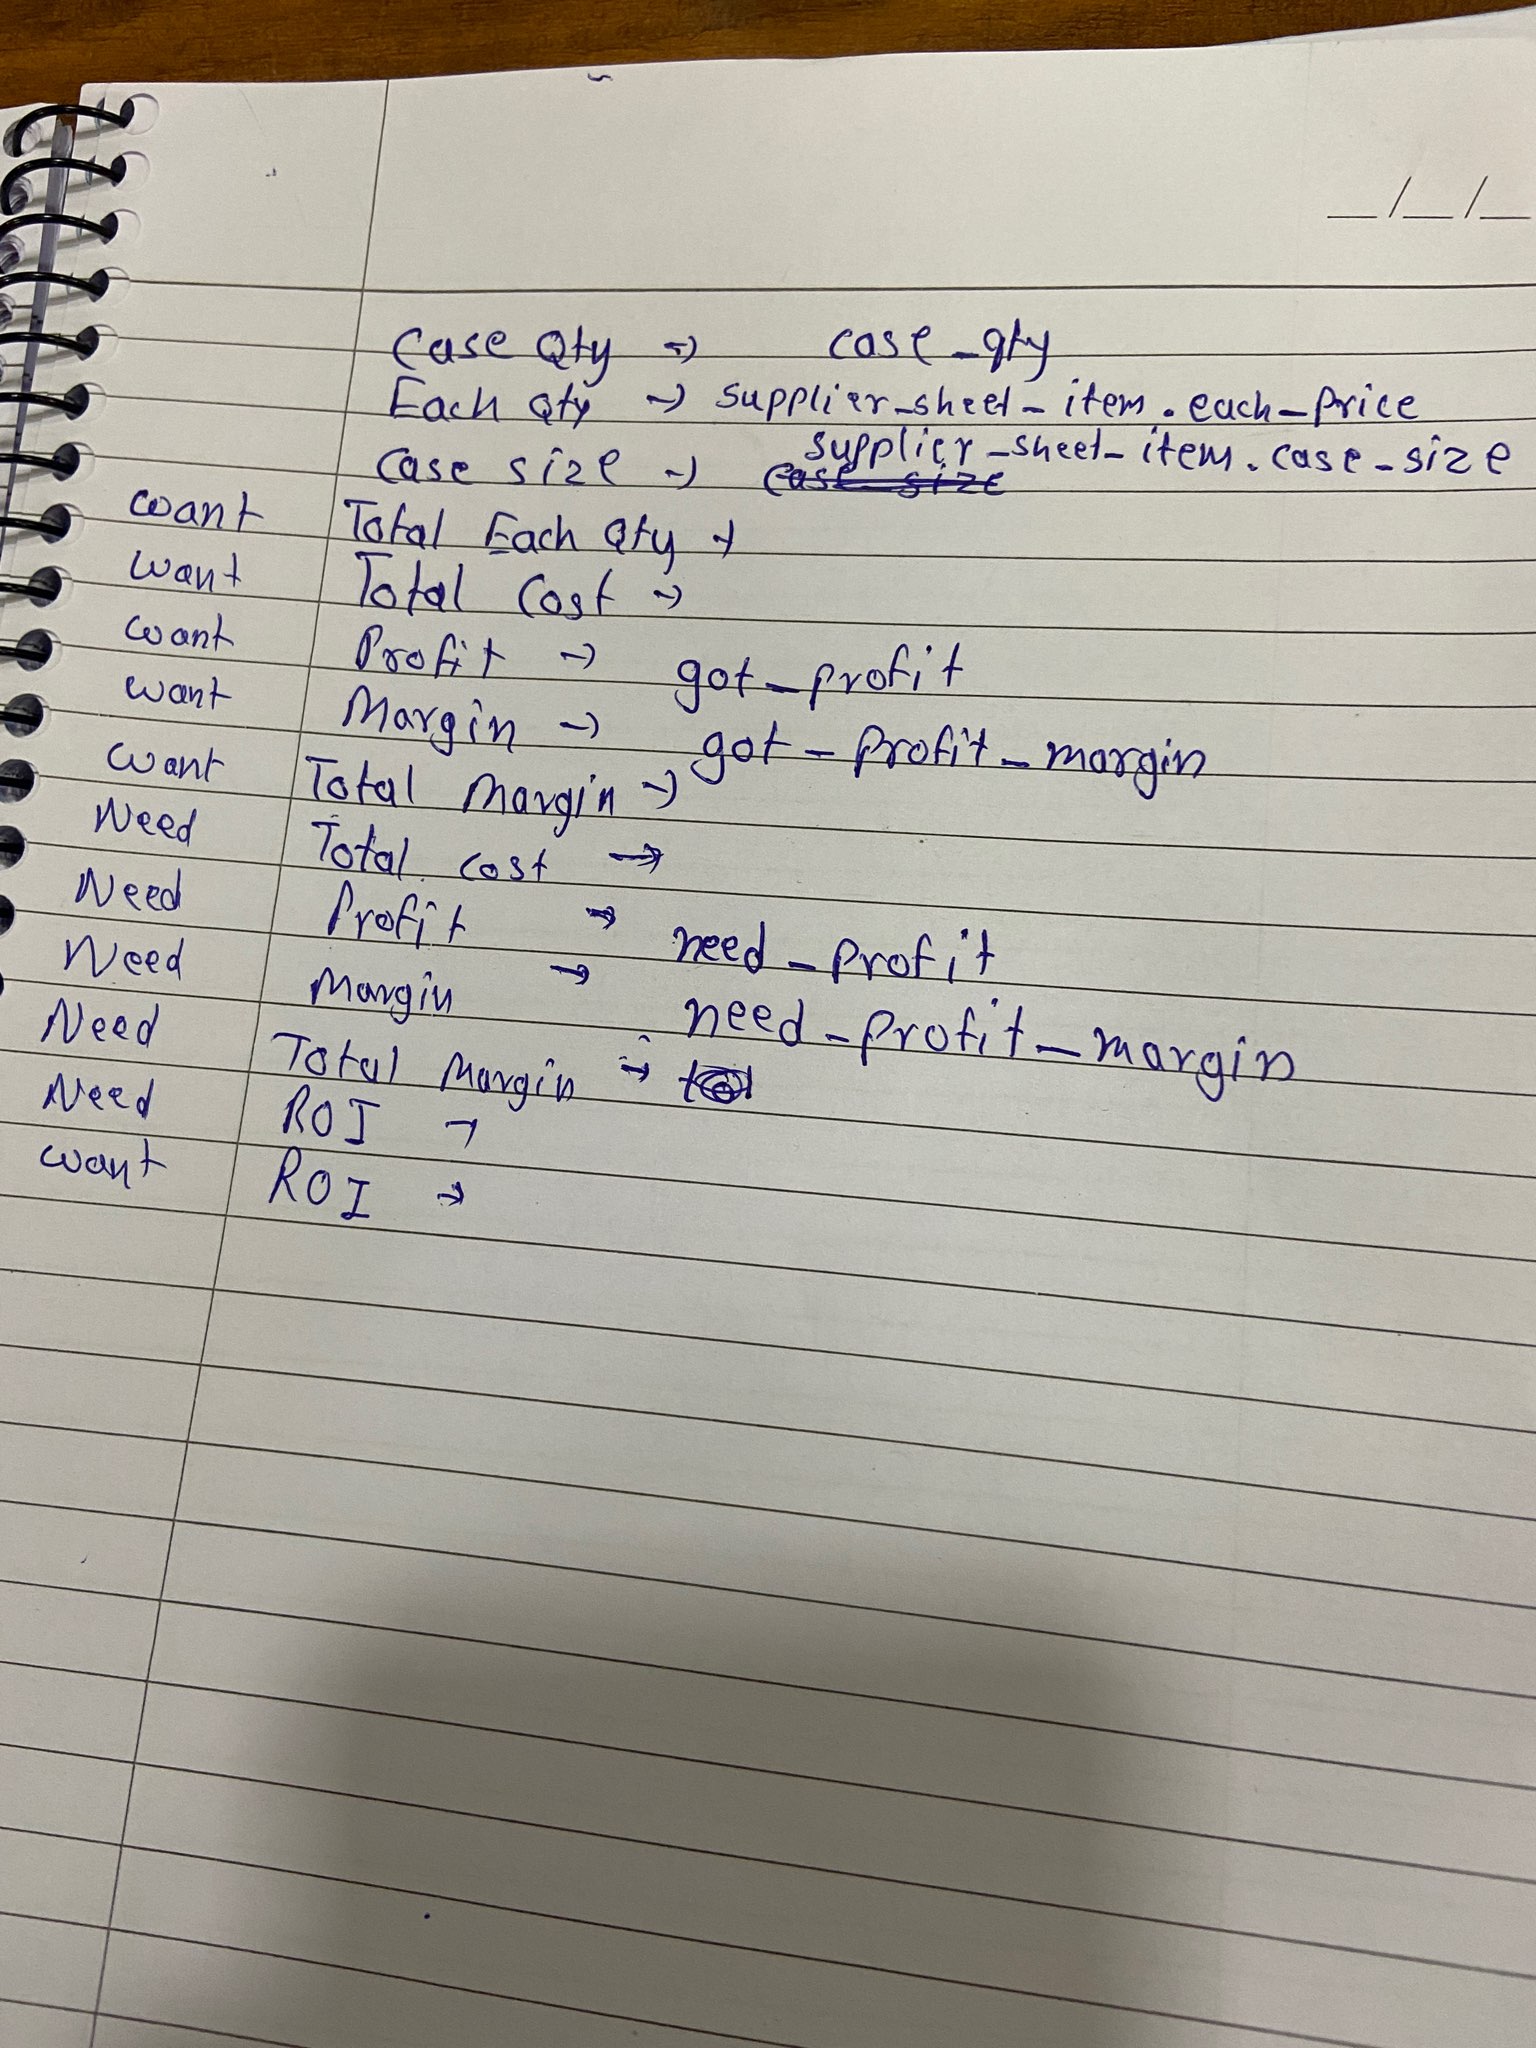 __/__/__
Case Qty → case_qty
Each Qty → supplier_sheet_item.each_price
case size → case size supplier_sheet_item.case_size
want Total Each Qty →
want Total Cost →
want Profit → got_profit
want Margin → got_profit_margin
want Total Margin →
Need Total cost →
Need Profit → need_profit
Need Margin → need_profit_margin
Need Total Margin →
Need ROI →
want ROI →